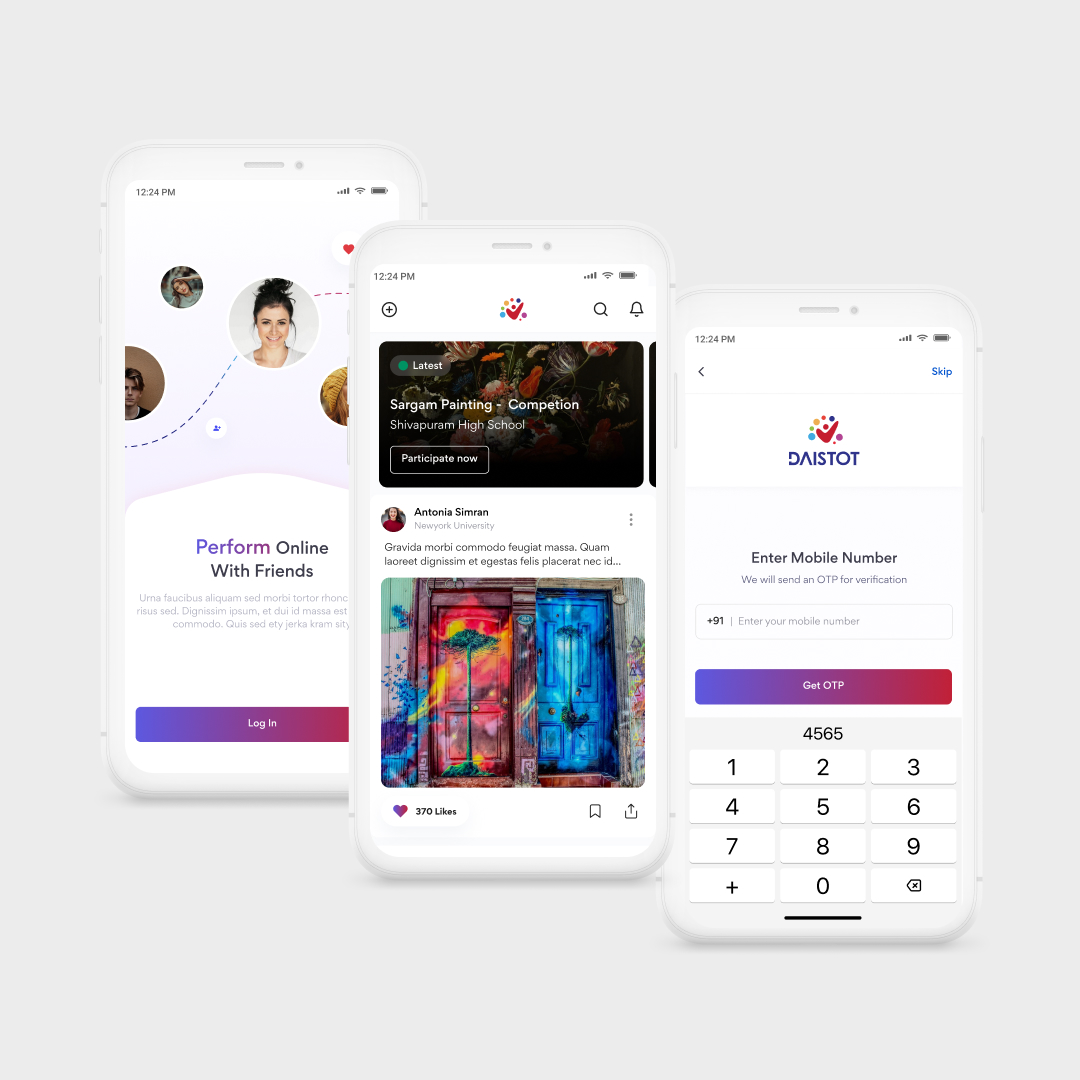 12:24 PM
Perform Online
With Friends
Urna faucibus aliquam sed morbi tortor rhonc
risus sed. Dignissim ipsum, et dui id massa est
commodo. Quis sed ety jerka kram sity
Log In
12:24 PM
Latest
Sargam Painting - Competion
Shivapuram High School
Participate now
Antonia Simran
Newyork University
Gravida morbi commodo feugiat massa. Quam
laoreet dignissim et egestas felis placerat nec id...
370 Likes
12:24 PM
Skip
DAISTOT
Enter Mobile Number
We will send an OTP for verification
+91 | Enter your mobile number
Get OTP
4565
1 2 3
4 5 6
7 8 9
+ 0